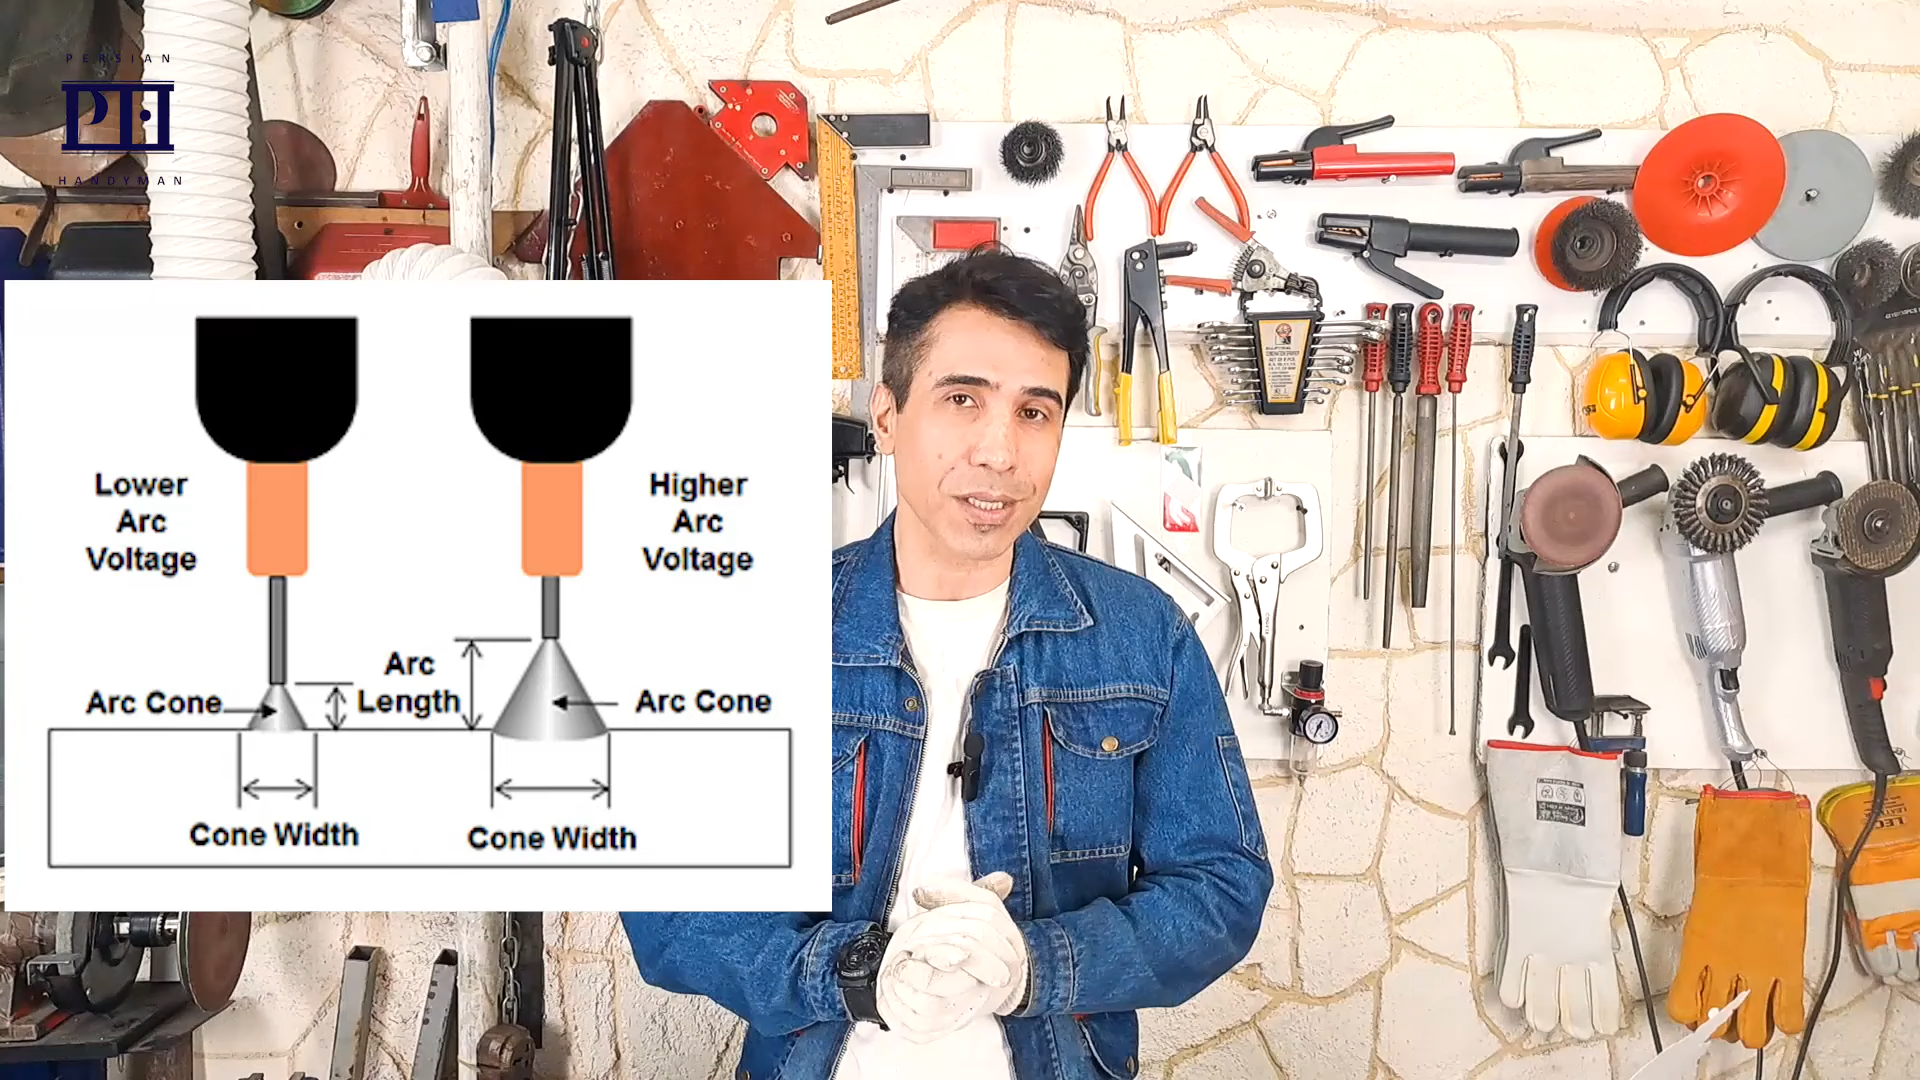 PERSIAN
PH
HANDYMAN
Lower
Arc
Voltage
Higher
Arc
Voltage
Arc
Length
Arc Cone
Arc Cone
Cone Width
Cone Width